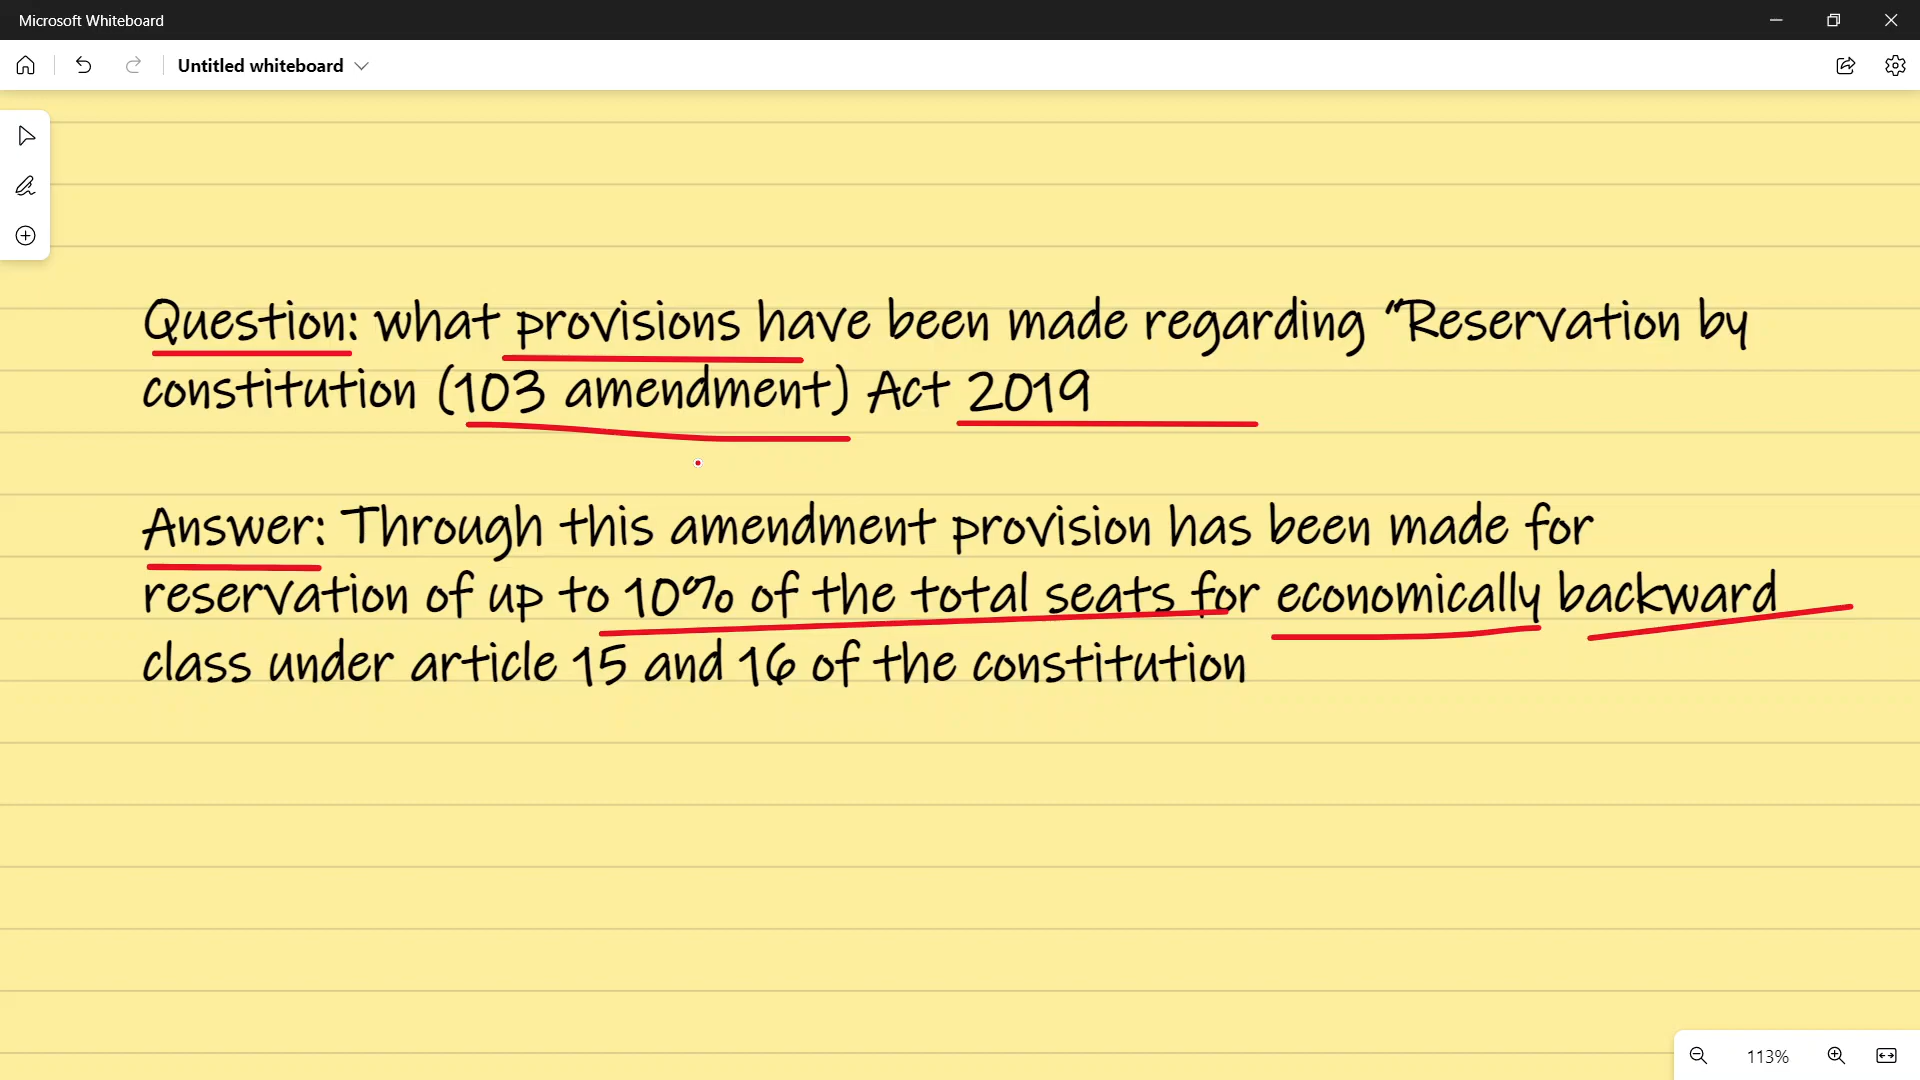 Microsoft Whiteboard
Untitled whiteboard
Question: what provisions have been made regarding “Reservation by
constitution (103 amendment) Act 2019
Answer: Through this amendment provision has been made for
reservation of up to 10% of the total seats for economically backward
class under article 15 and 16 of the constitution
113%